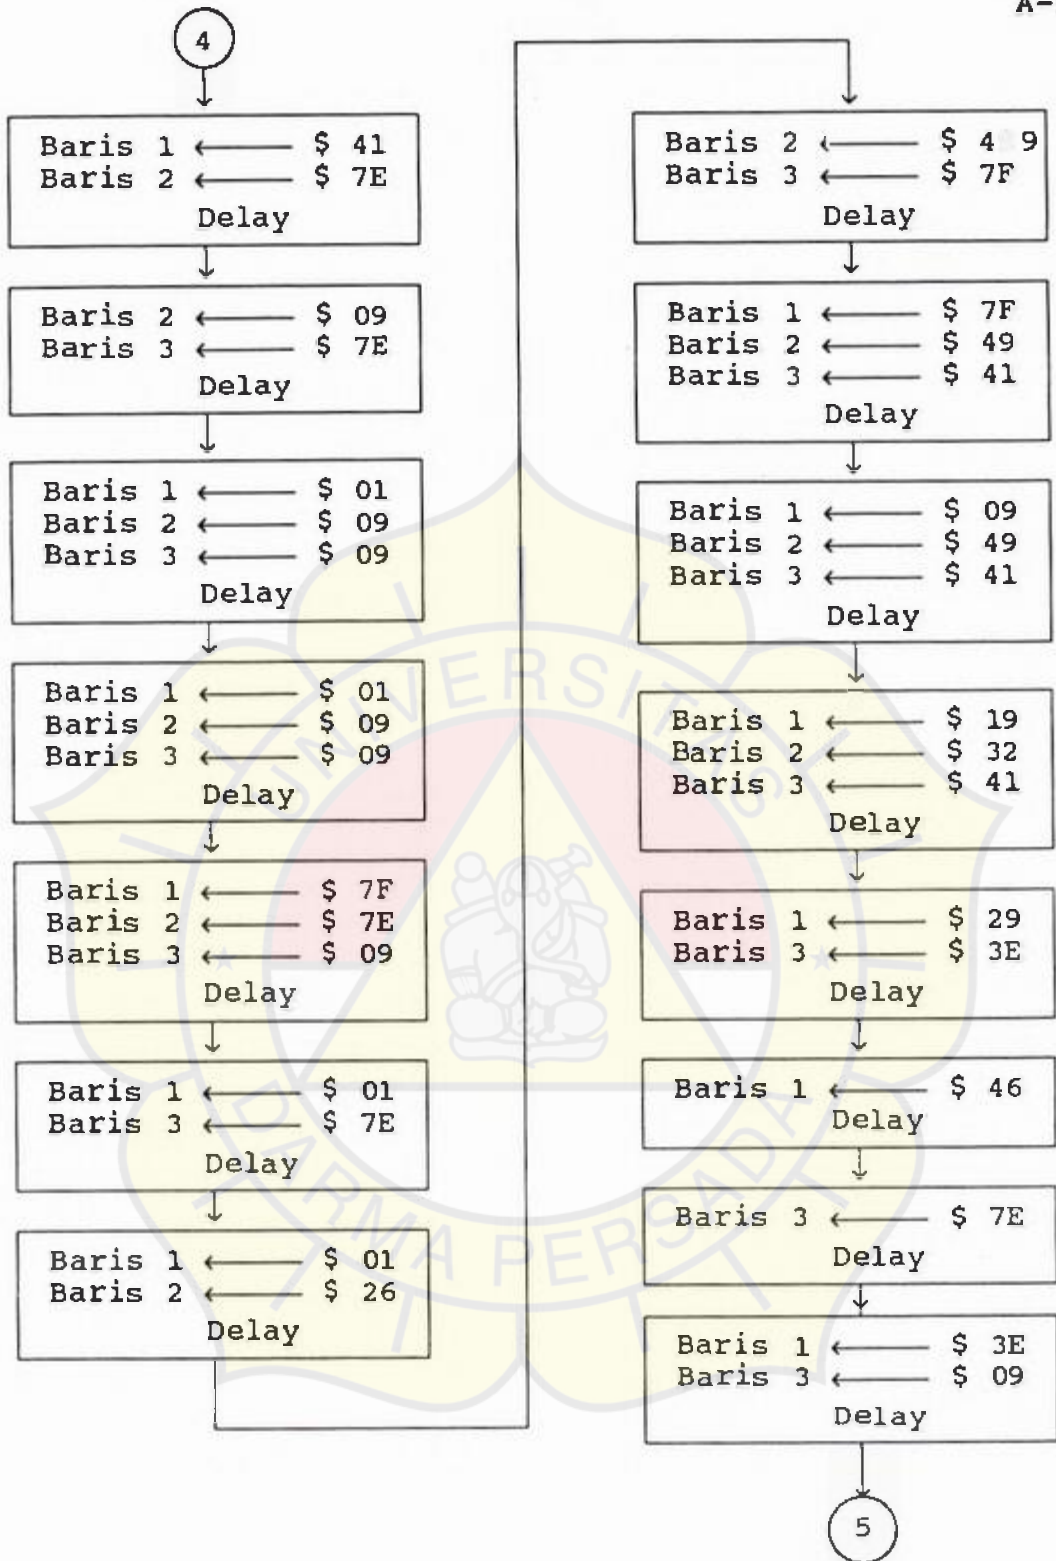 A-
4
Baris 1 ← $ 41
Baris 2 ← $ 7E
Delay
Baris 2 ← $ 09
Baris 3 ← $ 7E
Delay
Baris 1 ← $ 01
Baris 2 ← $ 09
Baris 3 ← $ 09
Delay
Baris 1 ← $ 01
Baris 2 ← $ 09
Baris 3 ← $ 09
Delay
Baris 1 ← $ 7F
Baris 2 ← $ 7E
Baris 3 ← $ 09
Delay
Baris 1 ← $ 01
Baris 3 ← $ 7E
Delay
Baris 1 ← $ 01
Baris 2 ← $ 26
Delay
Baris 2 ← $ 4 9
Baris 3 ← $ 7F
Delay
Baris 1 ← $ 7F
Baris 2 ← $ 49
Baris 3 ← $ 41
Delay
Baris 1 ← $ 09
Baris 2 ← $ 49
Baris 3 ← $ 41
Delay
Baris 1 ← $ 19
Baris 2 ← $ 32
Baris 3 ← $ 41
Delay
Baris 1 ← $ 29
Baris 3 ← $ 3E
Delay
Baris 1 ← $ 46
Delay
Baris 3 ← $ 7E
Delay
Baris 1 ← $ 3E
Baris 3 ← $ 09
Delay
5
UNIVERSITAS
DARMA PERSADA